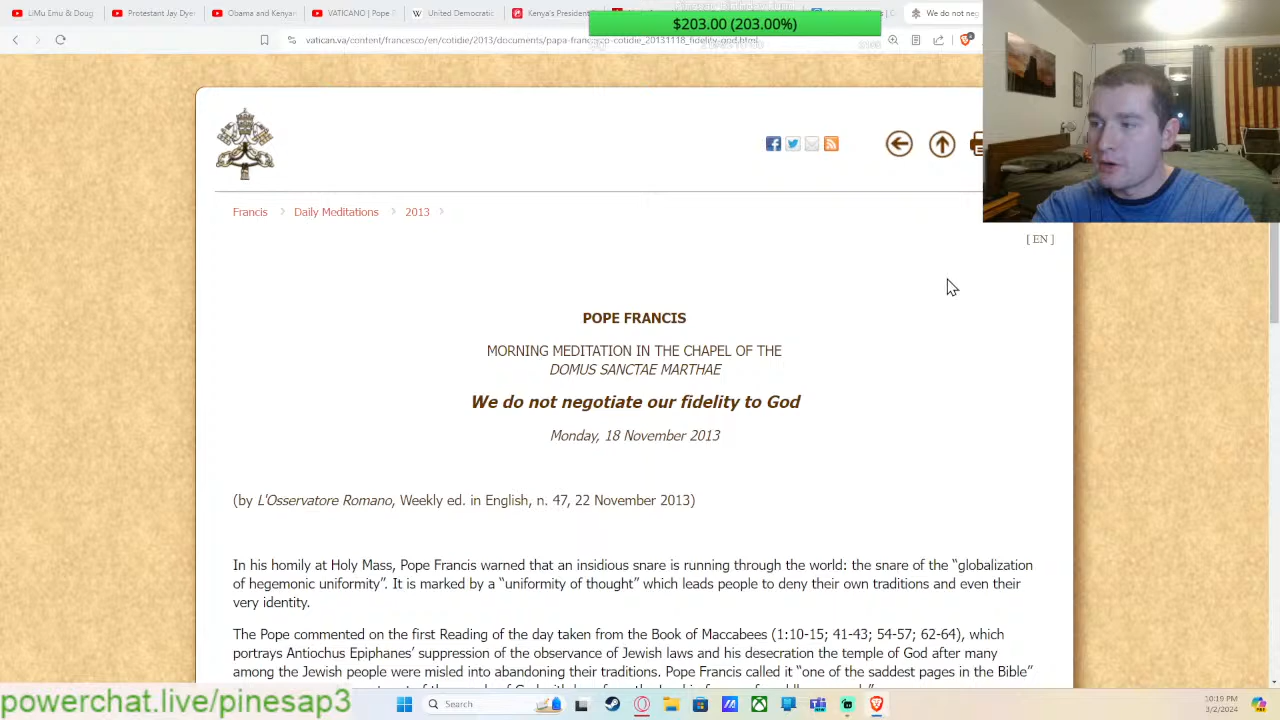 Lilu Emu ld & Doug
Protestant Jay Dyer
Obama and Kenyan
VATICANO | Pope
United Democratic
Kenya's President
We do not neg
$203.00 (203.00%)
vatican.va/content/francesco/en/cotidie/2013/documents/papa-francesco-cotidie_20131118_fidelity-god.html
Francis > Daily Meditations > 2013 >
[ EN ]
POPE FRANCIS
MORNING MEDITATION IN THE CHAPEL OF THE
DOMUS SANCTAE MARTHAE
We do not negotiate our fidelity to God
Monday, 18 November 2013
(by L'Osservatore Romano, Weekly ed. in English, n. 47, 22 November 2013)
In his homily at Holy Mass, Pope Francis warned that an insidious snare is running through the world: the snare of the “globalization
of hegemonic uniformity”. It is marked by a “uniformity of thought” which leads people to deny their own traditions and even their
very identity.
The Pope commented on the first Reading of the day taken from the Book of Maccabees (1:10-15; 41-43; 54-57; 62-64), which
portrays Antiochus Epiphanes’ suppression of the observance of Jewish laws and his desecration the temple of God after many
among the Jewish people were misled into abandoning their traditions. Pope Francis called it “one of the saddest pages in the Bible”
powerchat.live/pinesap3
Search
10:19 PM
3/2/2024